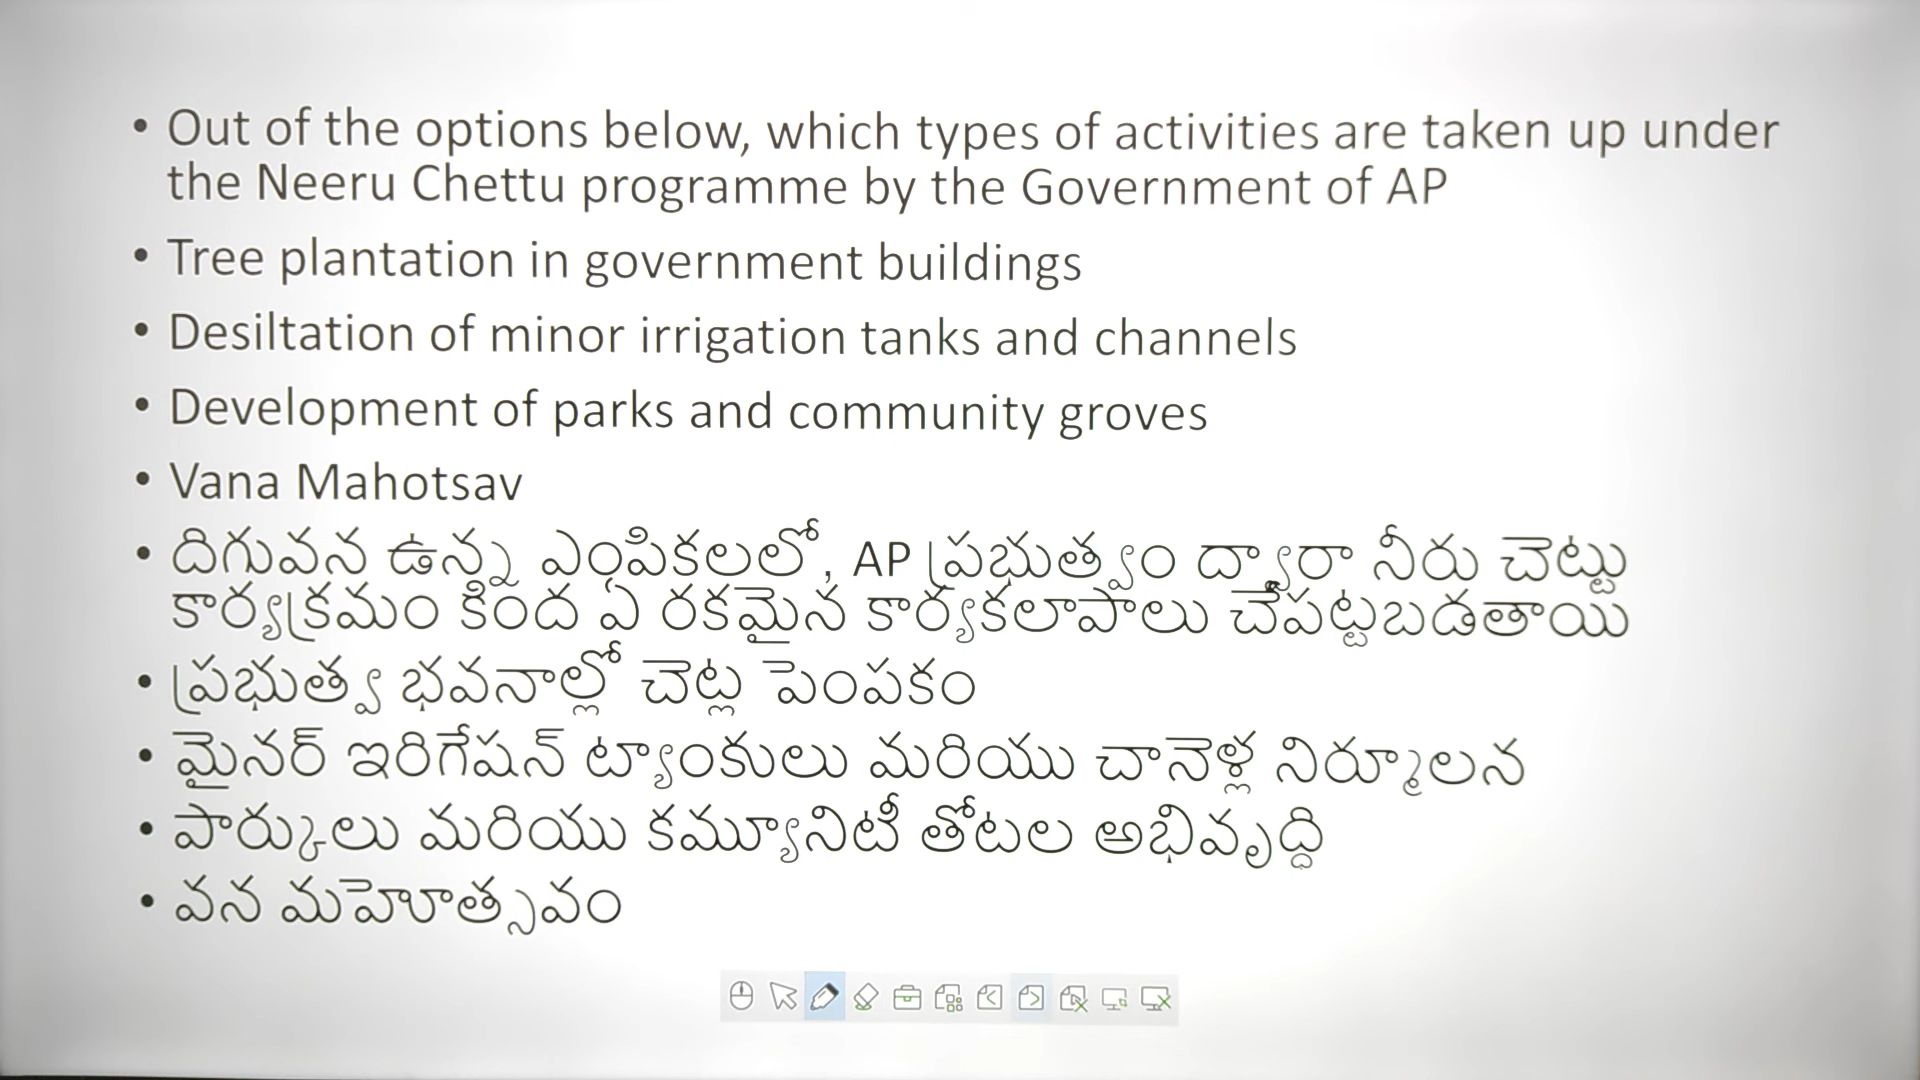 • Out of the options below, which types of activities are taken up under
the Neeru Chettu programme by the Government of AP
• Tree plantation in government buildings
• Desiltation of minor irrigation tanks and channels
• Development of parks and community groves
• Vana Mahotsav
• దిగువన ఉన్న ఎంపికలలో, AP ప్రభుత్వం ద్వారా నీరు చెట్టు
కార్యక్రమం కింద ఏ రకమైన కార్యకలాపాలు చేపట్టబడతాయి
• ప్రభుత్వ భవనాల్లో చెట్ల పెంపకం
• మైనర్ ఇరిగేషన్ ట్యాంకులు మరియు చానెళ్ల నిర్మూలన
• పార్కులు మరియు కమ్యూనిటీ తోటల అభివృద్ధి
• వన మహోత్సవం